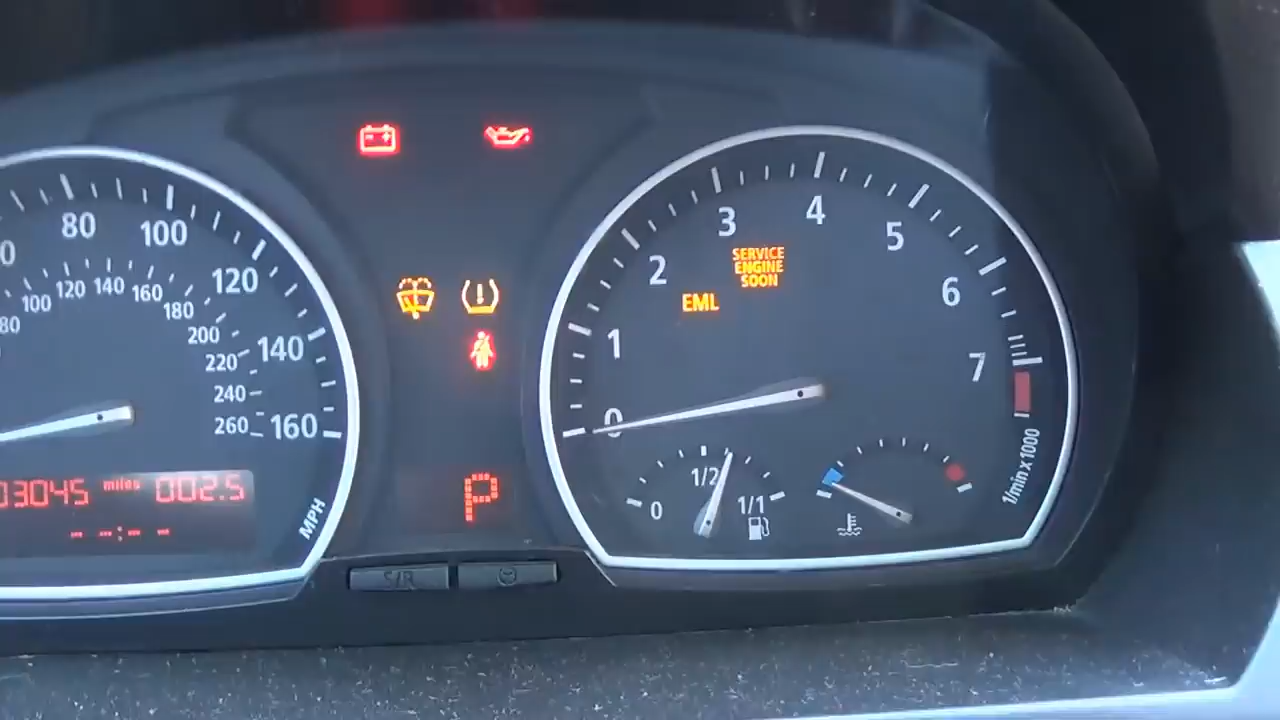 80
100
120
140
160
80
100
120
140
160
180
200
220
240
260
03045 miles 002.5
-- -- : -- --
MPH
P
S/R
0
1
2
3
4
5
6
7
SERVICE
ENGINE
SOON
EML
0
1/2
1/1
1/min x 1000